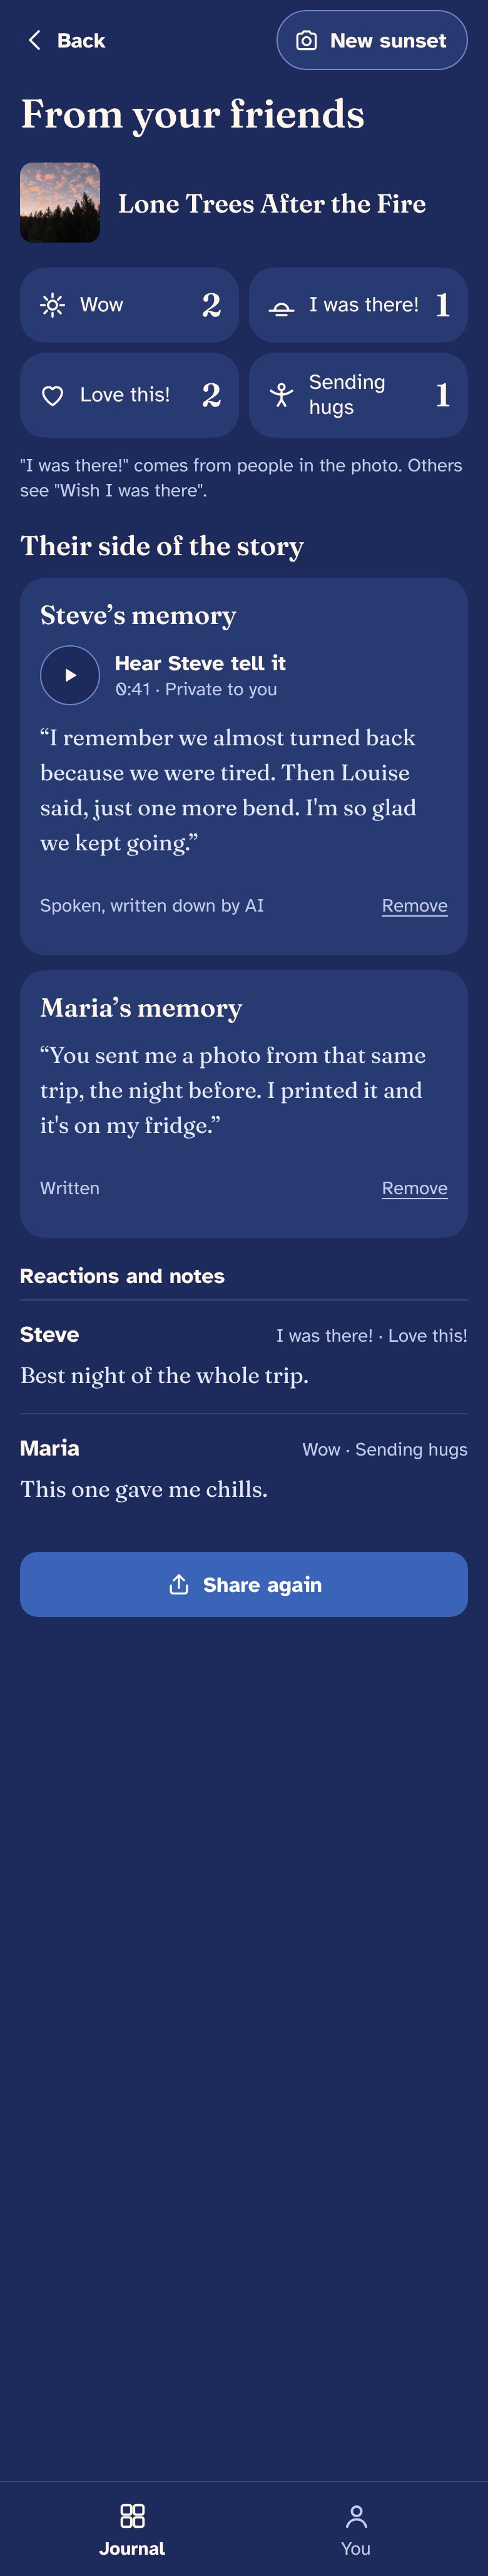 Back
New sunset
From your friends
Lone Trees After the Fire
Wow 2
I was there! 1
Love this! 2
Sending
hugs 1
"I was there!" comes from people in the photo. Others
see "Wish I was there".
Their side of the story
Steve’s memory
Hear Steve tell it
0:41 · Private to you
“I remember we almost turned back
because we were tired. Then Louise
said, just one more bend. I'm so glad
we kept going.”
Spoken, written down by AI
Remove
Maria’s memory
“You sent me a photo from that same
trip, the night before. I printed it and
it's on my fridge.”
Written
Remove
Reactions and notes
Steve
I was there! · Love this!
Best night of the whole trip.
Maria
Wow · Sending hugs
This one gave me chills.
Share again
Journal
You